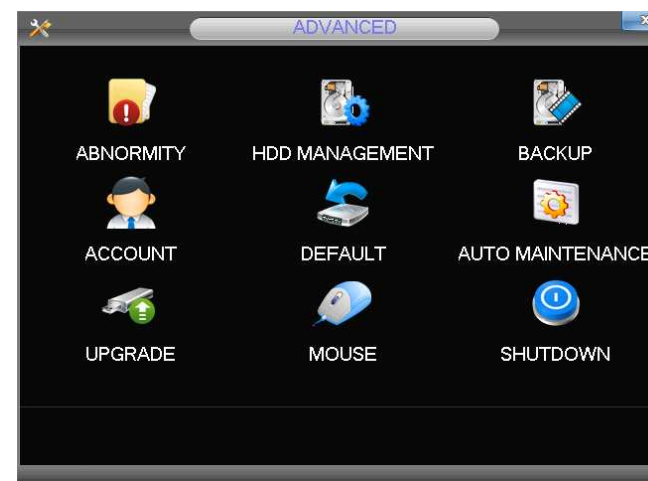 ADVANCED
ABNORMITY HDD MANAGEMENT BACKUP
ACCOUNT DEFAULT AUTO MAINTENANCE
UPGRADE MOUSE SHUTDOWN